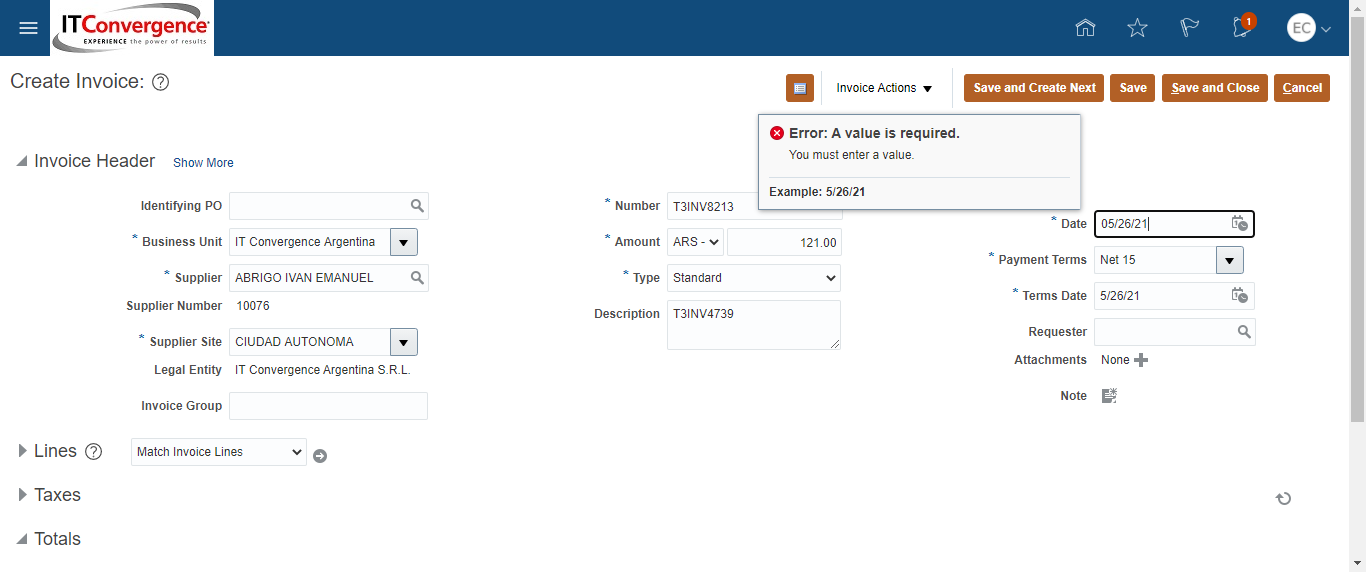 ITConvergence
EXPERIENCE the power of results
1
EC
Create Invoice: ?
Invoice Actions
Save and Create Next
Save
Save and Close
Cancel
Error: A value is required.
You must enter a value.
Example: 5/26/21
Invoice Header
Show More
Identifying PO
* Business Unit IT Convergence Argentina
* Supplier ABRIGO IVAN EMANUEL
Supplier Number 10076
* Supplier Site CIUDAD AUTONOMA
Legal Entity IT Convergence Argentina S.R.L.
Invoice Group
* Number T3INV8213
* Amount ARS - 121.00
* Type Standard
Description T3INV4739
* Date 05/26/21
* Payment Terms Net 15
* Terms Date 5/26/21
Requester
Attachments None
Note
Lines ? Match Invoice Lines
Taxes
Totals